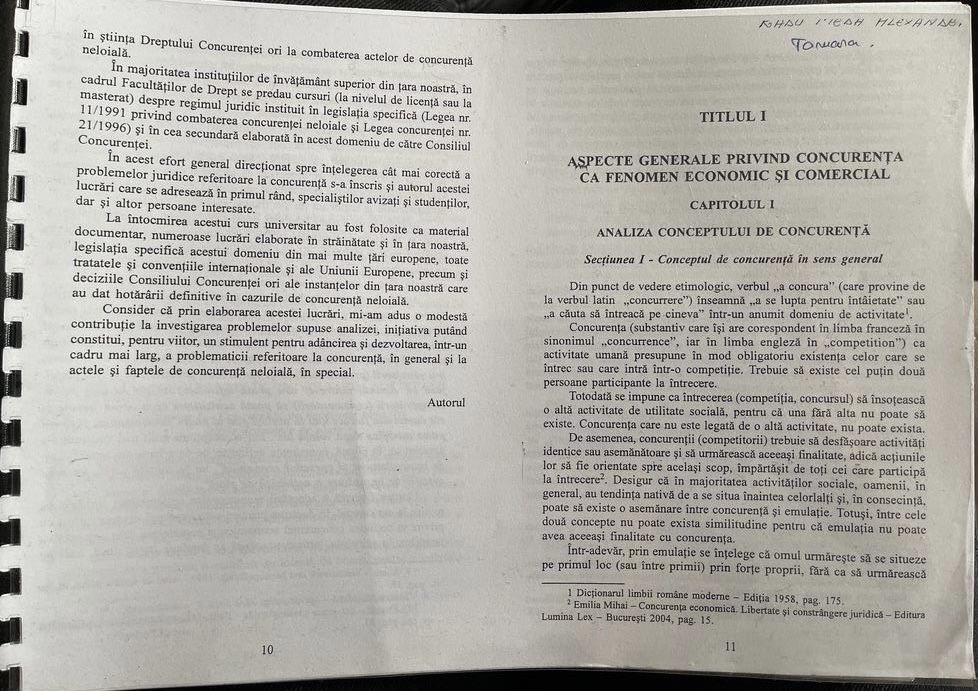 în știința Dreptului Concurenței ori la combaterea actelor de concurență
neloială.
În majoritatea instituțiilor de învățământ superior din țara noastră, în
cadrul Facultăților de Drept se predau cursuri (la nivelul de licență sau la
masterat) despre regimul juridic instituit în legislația specifică (Legea nr.
11/1991 privind combaterea concurenței neloiale și Legea concurenței nr.
21/1996) și în cea secundară elaborată în acest domeniu de către Consiliul
Concurenței.
În acest efort general direcționat spre înțelegerea cât mai corectă a
problemelor juridice referitoare la concurență s-a înscris și autorul acestei
lucrări care se adresează în primul rând, specialiștilor avizați și studenților,
dar și altor persoane interesate.
La întocmirea acestui curs universitar au fost folosite ca material
documentar, numeroase lucrări elaborate în străinătate și în țara noastră,
legislația specifică acestui domeniu din mai multe țări europene, toate
tratatele și convențiile internaționale și ale Uniunii Europene, precum și
deciziile Consiliului Concurenței ori ale instanțelor din țara noastră care
au dat hotărârii definitive în cazurile de concurență neloială.
Consider că prin elaborarea acestei lucrări, mi-am adus o modestă
contribuție la investigarea problemelor supuse analizei, inițiativa putând
constitui, pentru viitor, un stimulent pentru adâncirea și dezvoltarea, într-un
cadru mai larg, a problematicii referitoare la concurență, în general și la
actele și faptele de concurență neloială, în special.
Autorul
10
TITLUL I
ASPECTE GENERALE PRIVIND CONCURENȚA
CA FENOMEN ECONOMIC ȘI COMERCIAL
CAPITOLUL I
ANALIZA CONCEPTULUI DE CONCURENȚĂ
Secțiunea I - Conceptul de concurență în sens general
Din punct de vedere etimologic, verbul „a concura” (care provine de
la verbul latin „concurrere”) înseamnă „a se lupta pentru întâietate” sau
„a căuta să întreacă pe cineva” într-un anumit domeniu de activitate¹.
Concurența (substantiv care își are corespondent în limba franceză în
sinonimul „concurrence”, iar în limba engleză în „competition”) ca
activitate umană presupune în mod obligatoriu existența celor care se
întrec sau care intră într-o competiție. Trebuie să existe cel puțin două
persoane participante la întrecere.
Totodată se impune ca întrecerea (competiția, concursul) să însoțească
o altă activitate de utilitate socială, pentru că una fără alta nu poate să
existe. Concurența care nu este legată de o altă activitate, nu poate exista.
De asemenea, concurenții (competitorii) trebuie să desfășoare activități
identice sau asemănătoare și să urmărească aceeași finalitate, adică acțiunile
lor să fie orientate spre același scop, împărtășit de toți cei care participă
la întrecere². Desigur că în majoritatea activităților sociale, oamenii, în
general, au tendința nativă de a se situa înaintea celorlalți și, în consecință,
poate să existe o asemănare între concurență și emulație. Totuși, între cele
două concepte nu poate exista similitudine pentru că emulația nu poate
avea aceeași finalitate cu concurența.
Într-adevăr, prin emulație se înțelege că omul urmărește să se situeze
pe primul loc (sau între primii) prin forțe proprii, fără ca să urmărească
1 Dicționarul limbii române moderne – Ediția 1958, pag. 175.
² Emilia Mihai – Concurența economică. Libertate și constrângere juridică – Editura
Lumina Lex – București 2004, pag. 15.
11